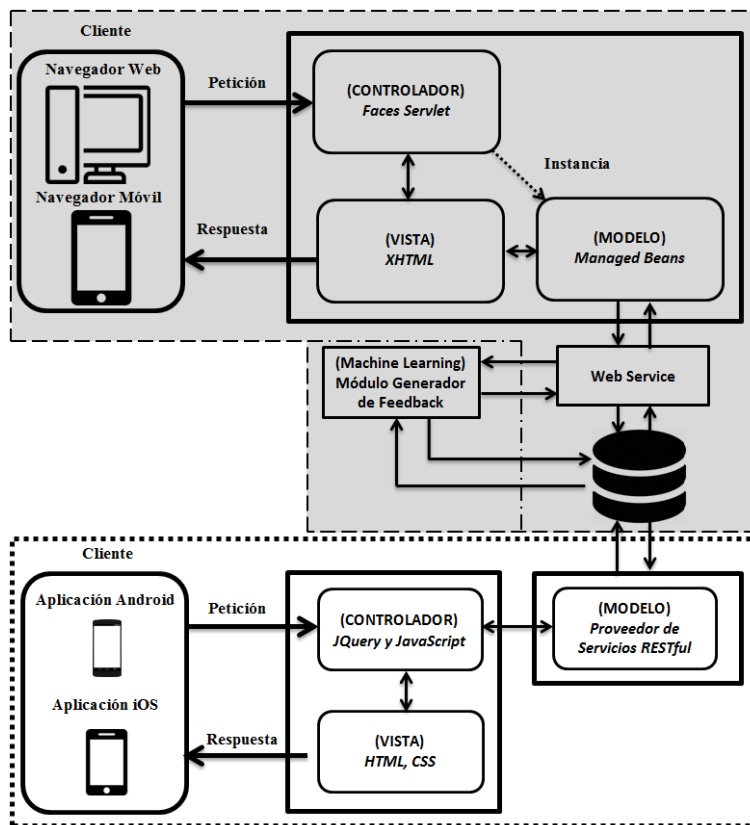 Cliente
Navegador Web
Navegador Móvil
Petición
Respuesta
(CONTROLADOR)
Faces Servlet
Instancia
(VISTA)
XHTML
(MODELO)
Managed Beans
(Machine Learning)
Módulo Generador
de Feedback
Web Service
Cliente
Aplicación Android
Aplicación iOS
Petición
Respuesta
(CONTROLADOR)
JQuery y JavaScript
(VISTA)
HTML, CSS
(MODELO)
Proveedor de
Servicios RESTful